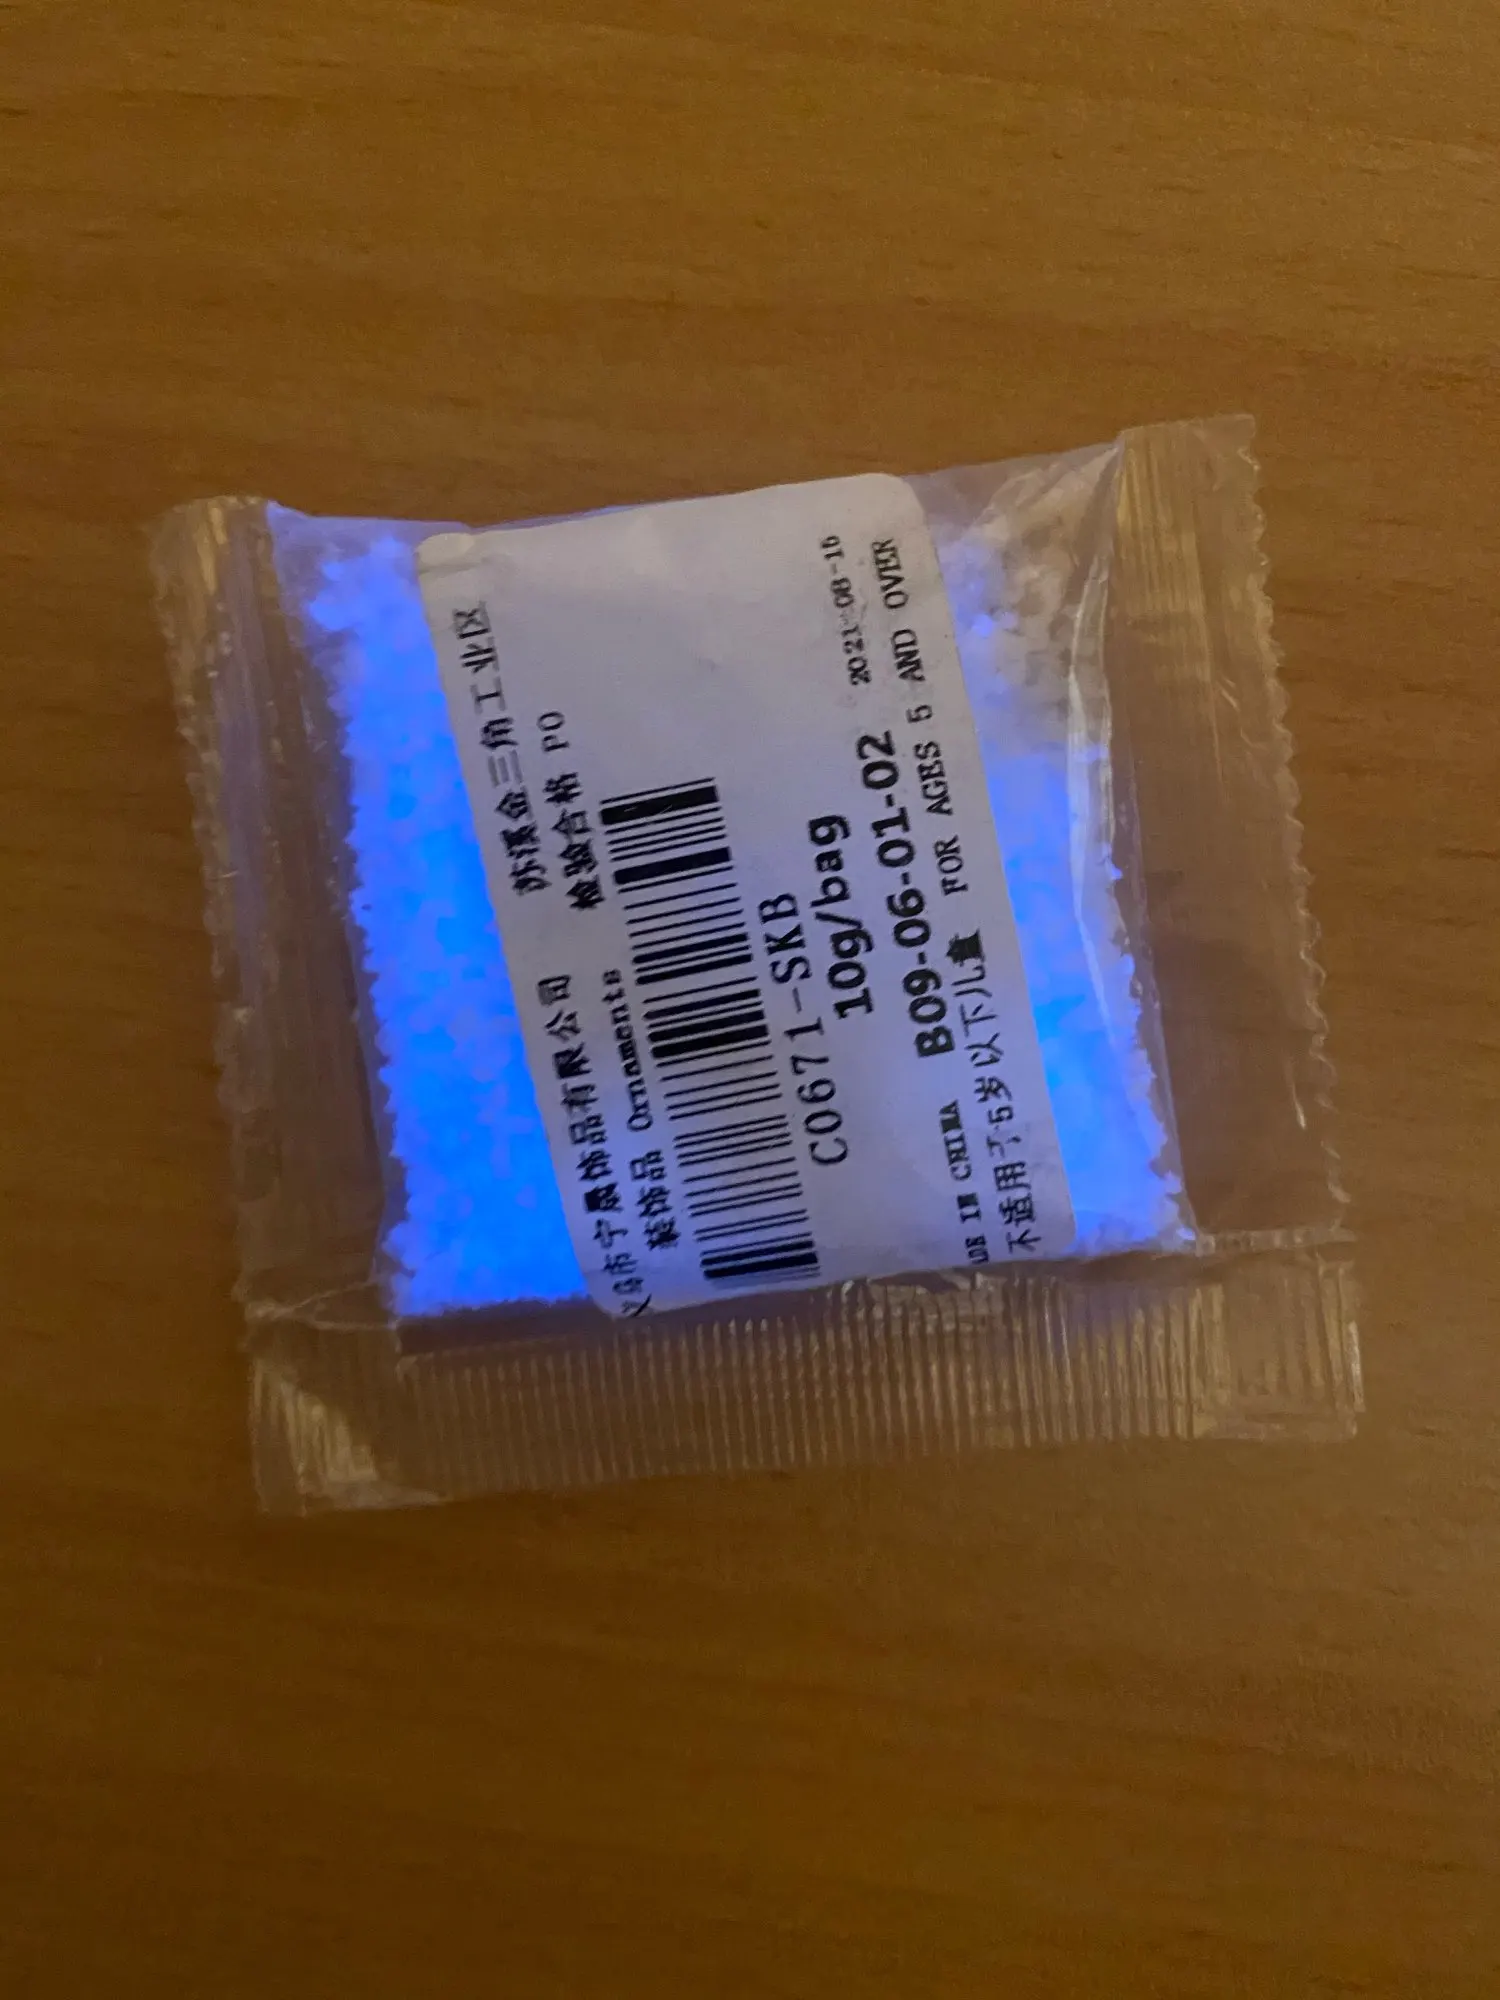 义乌市宁晟饰品有限公司 苏溪金三角工业区
装饰品 Ornaments 检验合格 PO
C0671-SKB
10g/bag 2021-08-16
B09-06-01-02
IN CHINA FOR AGES 5 AND OVER
不适用于5岁以下儿童